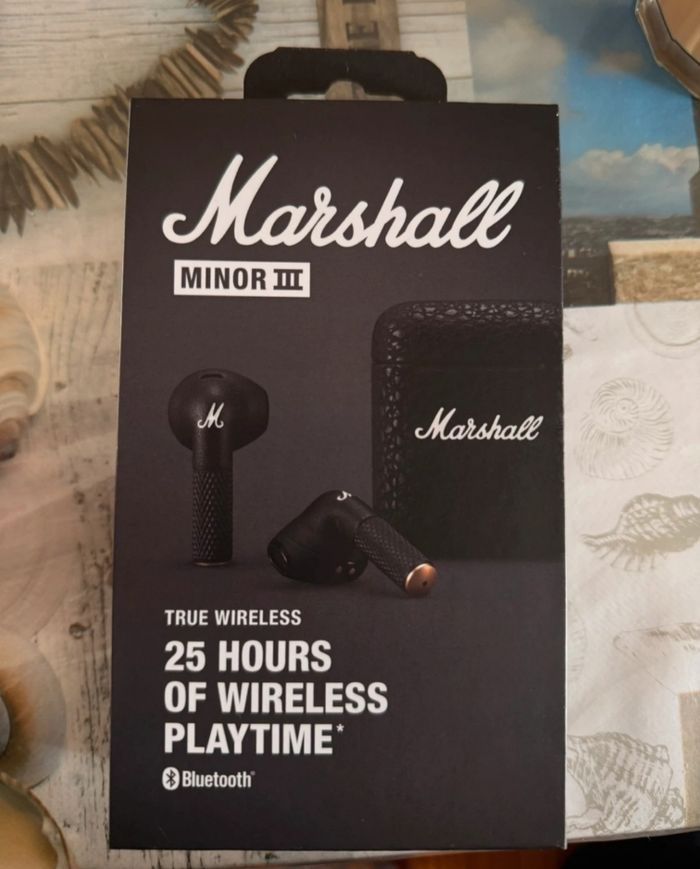 Marshall
MINOR III
M
Marshall
TRUE WIRELESS
25 HOURS
OF WIRELESS
PLAYTIME*
Bluetooth®